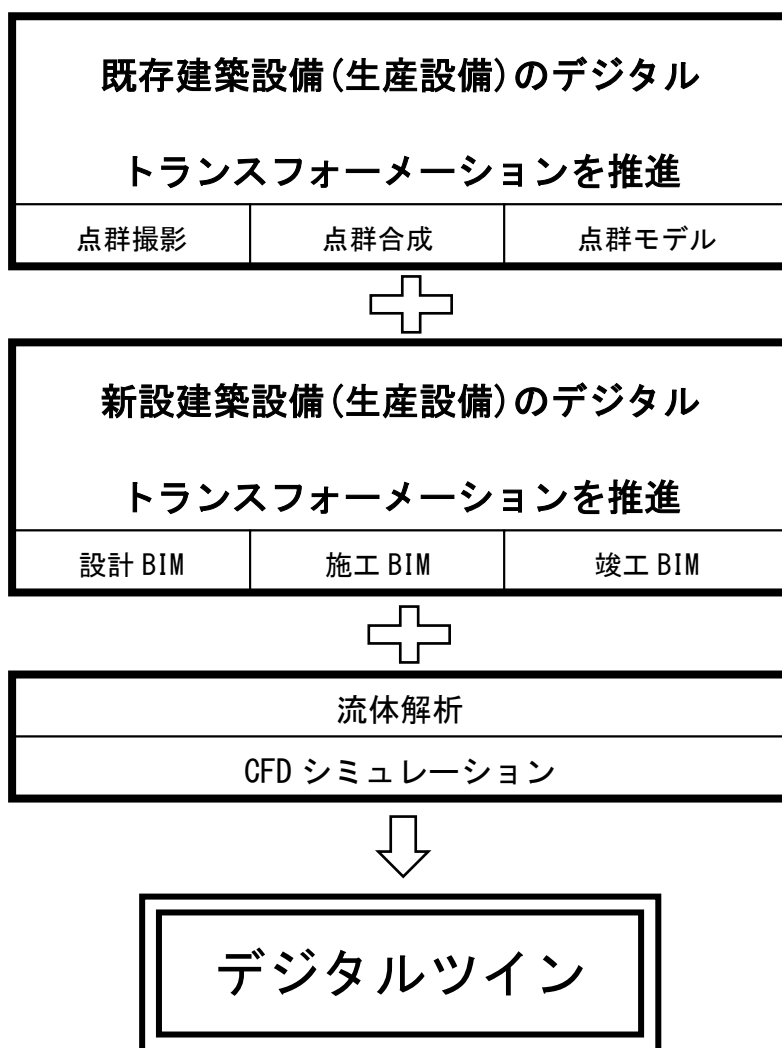 既存建築設備(生産設備)のデジタル
トランスフォーメーションを推進
点群撮影 点群合成 点群モデル
新設建築設備(生産設備)のデジタル
トランスフォーメーションを推進
設計 BIM 施工 BIM 竣工 BIM
流体解析
CFD シミュレーション
デジタルツイン